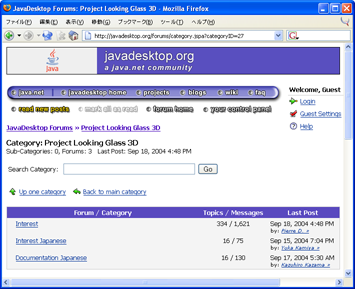 JavaDesktop Forums: Project Looking Glass 3D - Mozilla Firefox
ファイル(F) 編集(E) 表示(V) 移動(G) ブックマーク(B) ツール(T) ヘルプ(H)
http://javadesktop.org/forums/category.jspa?categoryID=27
Java
javadesktop.org
a java.net community
java.net javadesktop home projects blogs wiki faq
read new posts mark all as read forum home your control panel
Welcome, Guest
Login
Guest Settings
Help
JavaDesktop Forums » Project Looking Glass 3D
Category: Project Looking Glass 3D
Sub-Categories: 0, Forums: 3 Last Post: Sep 18, 2004 4:48 PM
Search Category: Go
Up one category Back to main category
Forum / Category Topics / Messages Last Post
Interest 334 / 1,621 Sep 18, 2004 4:48 PM
by: Pierre D. »
Interest Japanese 16 / 75 Sep 15, 2004 7:04 PM
by: Yuka Kamiya »
Documentation Japanese 16 / 130 Sep 17, 2004 5:30 AM
by: Kazuhiro Kazama »